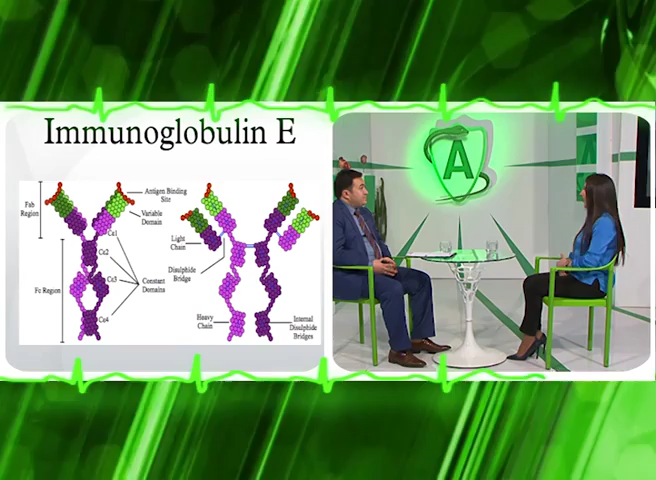 Immunoglobulin E
Fab
Region
Fc Region
Antigen Binding
Site
Variable
Domain
Cε1
Cε2
Cε3
Cε4
Constant
Domains
Light
Chain
Disulphide
Bridge
Heavy
Chain
Internal
Disulphide
Bridges
A